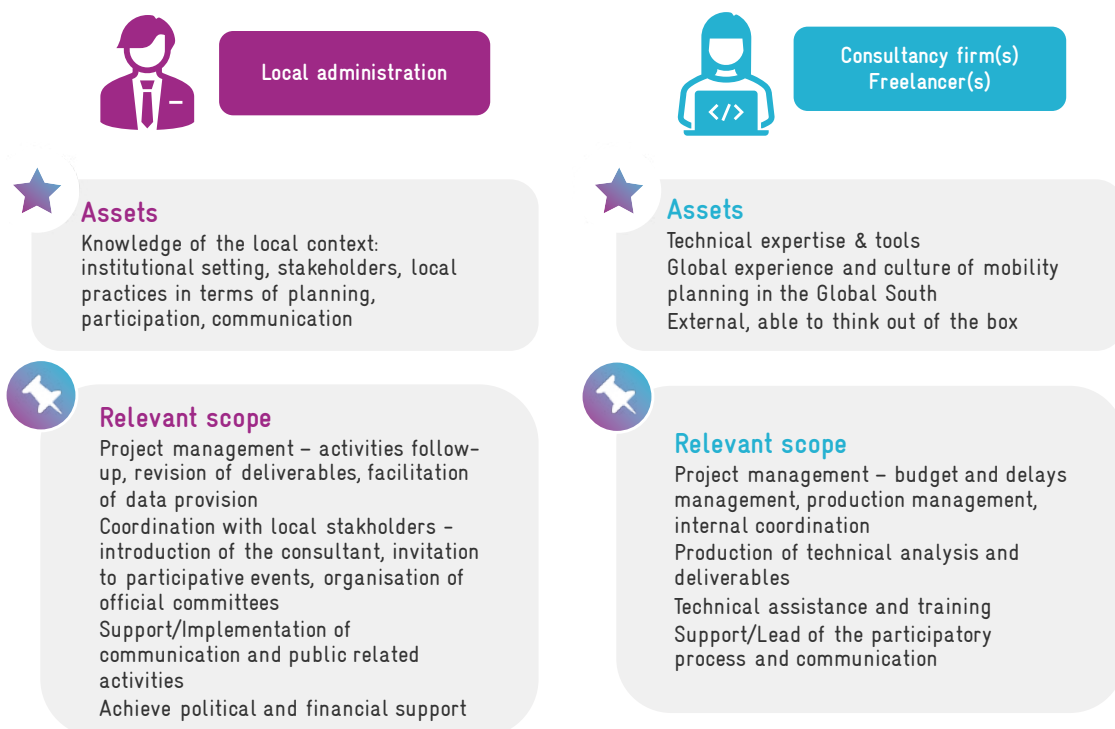 Local administration
Assets
Knowledge of the local context:
institutional setting, stakeholders, local
practices in terms of planning,
participation, communication
Relevant scope
Project management – activities follow-
up, revision of deliverables, facilitation
of data provision
Coordination with local stakholders -
introduction of the consultant, invitation
to participative events, organisation of
official committees
Support/Implementation of
communication and public related
activities
Achieve political and financial support
Consultancy firm(s)
Freelancer(s)
</>
Assets
Technical expertise & tools
Global experience and culture of mobility
planning in the Global South
External, able to think out of the box
Relevant scope
Project management – budget and delays
management, production management,
internal coordination
Production of technical analysis and
deliverables
Technical assistance and training
Support/Lead of the participatory
process and communication